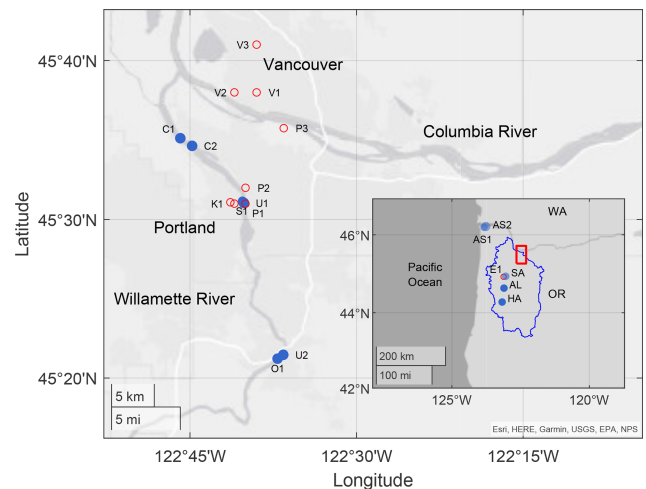 V3
Vancouver
45°40'N
V2
V1
P3
C1
C2
Columbia River
P2
K1
S1
U1
P1
45°30'N
Portland
Latitude
Willamette River
U2
O1
45°20'N
5 km
5 mi
WA
46°N
AS2
AS1
Pacific
Ocean
E1
SA
AL
OR
HA
44°N
200 km
100 mi
42°N
125°W
120°W
Esri, HERE, Garmin, USGS, EPA, NPS
122°45'W
122°30'W
122°15'W
Longitude